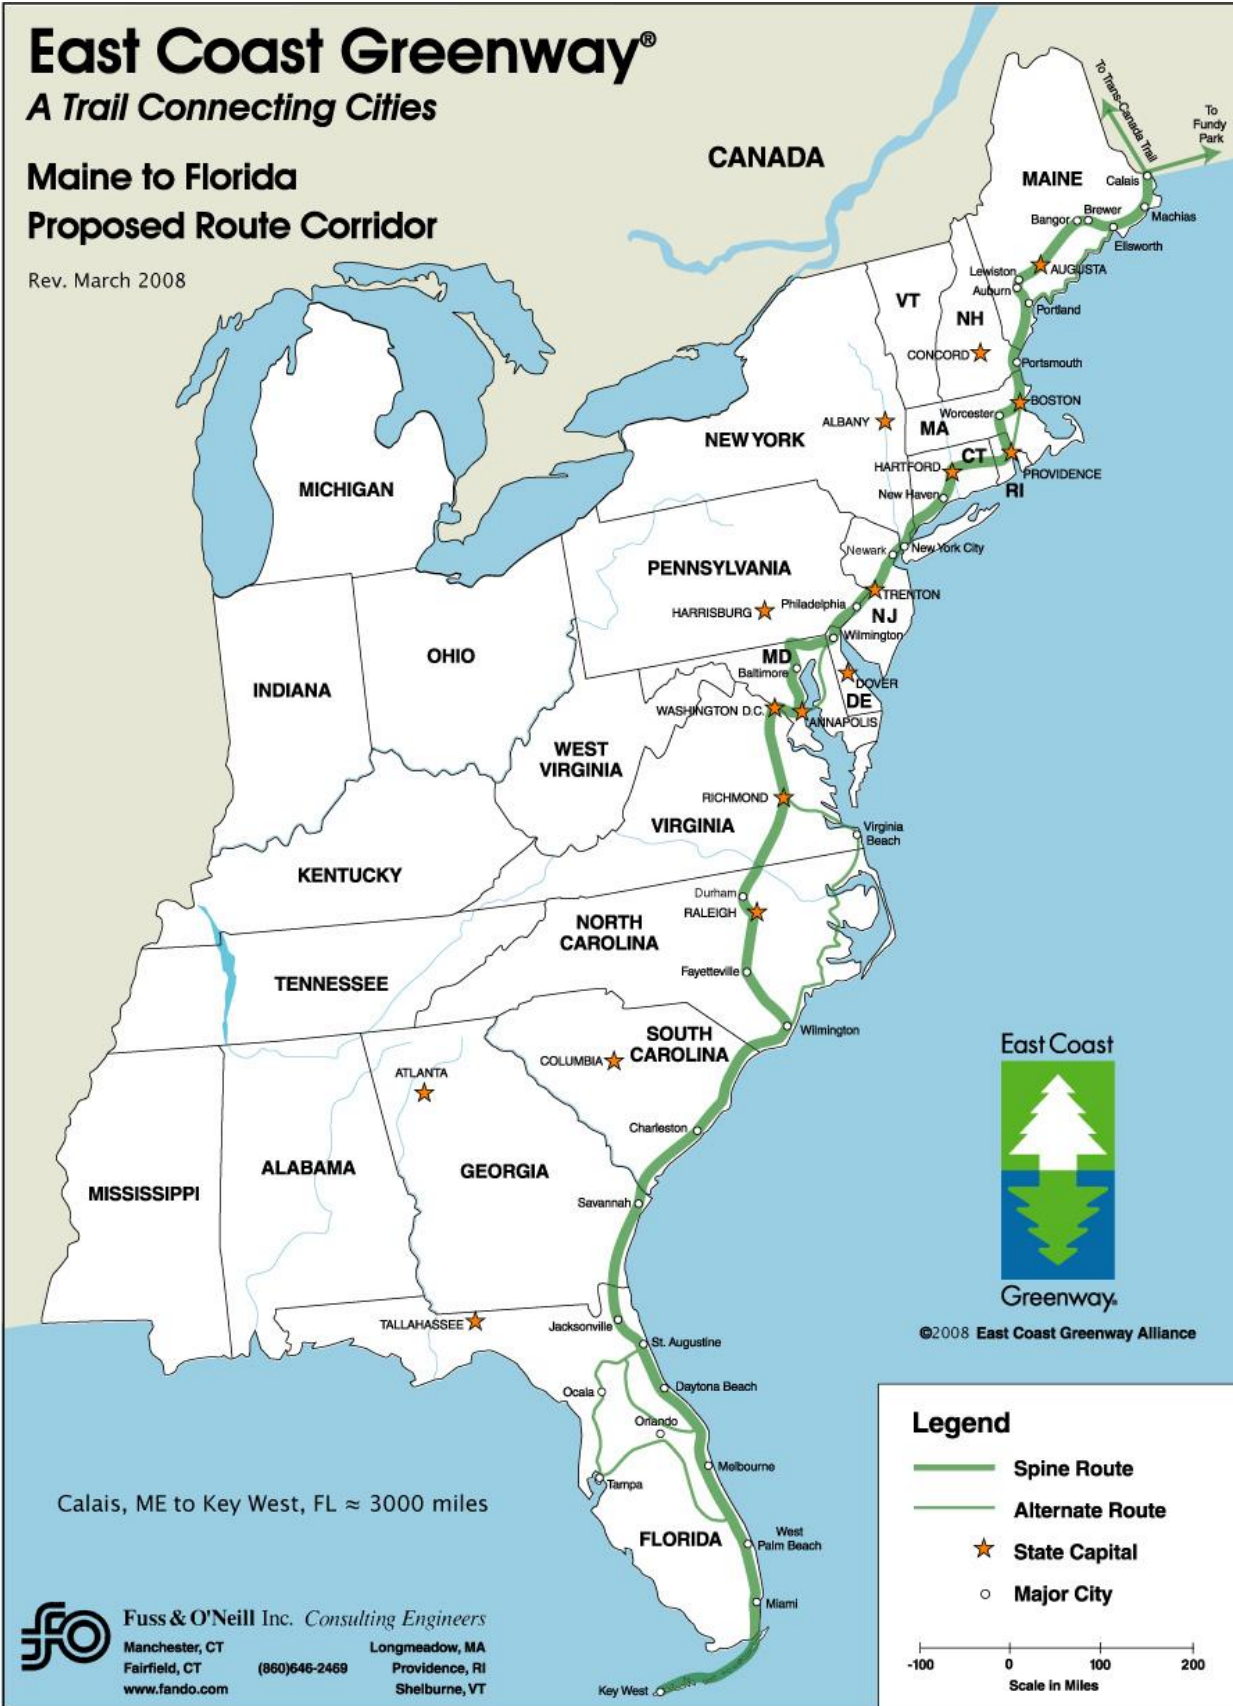 East Coast Greenway®
A Trail Connecting Cities
Maine to Florida
Proposed Route Corridor
Rev. March 2008
CANADA
To Trans-Canada Trail
To
Fundy
Park
MAINE
Calais
Brewer
Bangor
Machias
Ellsworth
Lewiston
AUGUSTA
Auburn
Portland
VT
NH
CONCORD
Portsmouth
BOSTON
Worcester
ALBANY
MA
NEW YORK
CT
HARTFORD
PROVIDENCE
RI
New Haven
MICHIGAN
Newark
New York City
PENNSYLVANIA
TRENTON
Philadelphia
HARRISBURG
NJ
Wilmington
OHIO
MD
Baltimore
INDIANA
DOVER
DE
WASHINGTON D.C.
ANNAPOLIS
WEST
VIRGINIA
RICHMOND
VIRGINIA
Virginia
Beach
KENTUCKY
Durham
RALEIGH
NORTH
CAROLINA
Fayetteville
TENNESSEE
Wilmington
SOUTH
CAROLINA
COLUMBIA
ATLANTA
Charleston
ALABAMA
GEORGIA
MISSISSIPPI
Savannah
East Coast
Greenway®
©2008 East Coast Greenway Alliance
TALLAHASSEE
Jacksonville
St. Augustine
Ocala
Daytona Beach
Orlando
Melbourne
Tampa
FLORIDA
West
Palm Beach
Miami
Key West
Calais, ME to Key West, FL ≈ 3000 miles
Legend
Spine Route
Alternate Route
State Capital
Major City
-100 0 100 200
Scale in Miles
ffo
Fuss & O'Neill Inc. Consulting Engineers
Manchester, CT Longmeadow, MA
Fairfield, CT (860)646-2469 Providence, RI
www.fando.com Shelburne, VT